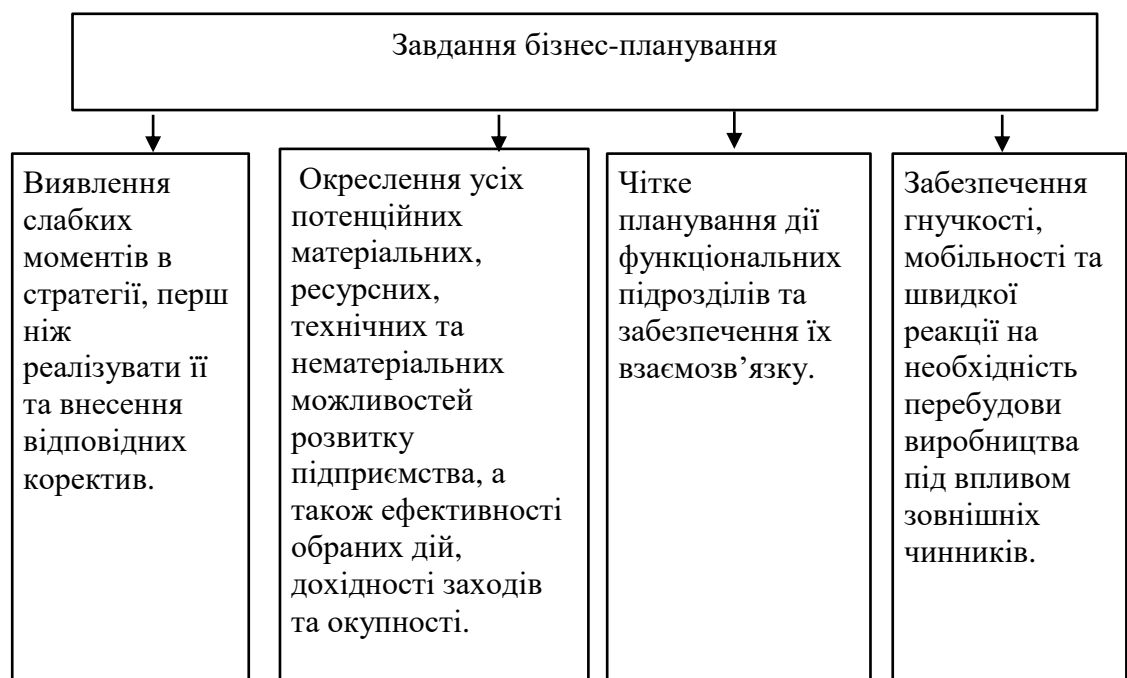 Завдання бізнес-планування
Виявлення
слабких
моментів в
стратегії, перш
ніж
реалізувати її
та внесення
відповідних
коректив.
Окреслення усіх
потенційних
матеріальних,
ресурсних,
технічних та
нематеріальних
можливостей
розвитку
підприємства, а
також ефективності
обраних дій,
дохідності заходів
та окупності.
Чітке
планування дії
функціональних
підрозділів та
забезпечення їх
взаємозв’язку.
Забезпечення
гнучкості,
мобільності та
швидкої
реакції на
необхідність
перебудови
виробництва
під впливом
зовнішніх
чинників.